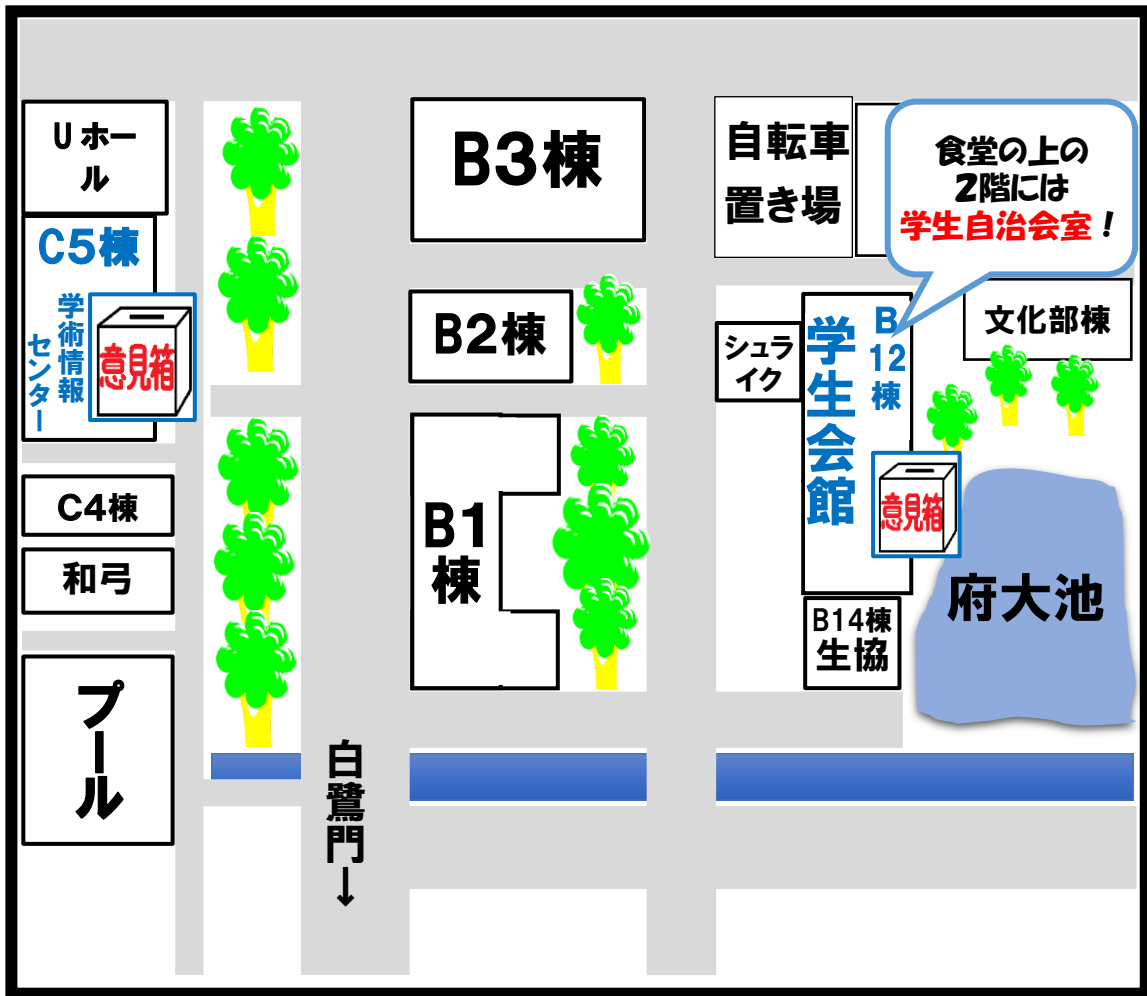 Uホー
ル
C5棟
学術情報
センター
意見箱
C4棟
和弓
プール
B3棟
B2棟
B1
棟
白鷺門↓
自転車
置き場
食堂の上の
2階には
学生自治会室！
シュラ
イク
学生会館
B
12
棟
意見箱
文化部棟
B14棟
生協
府大池